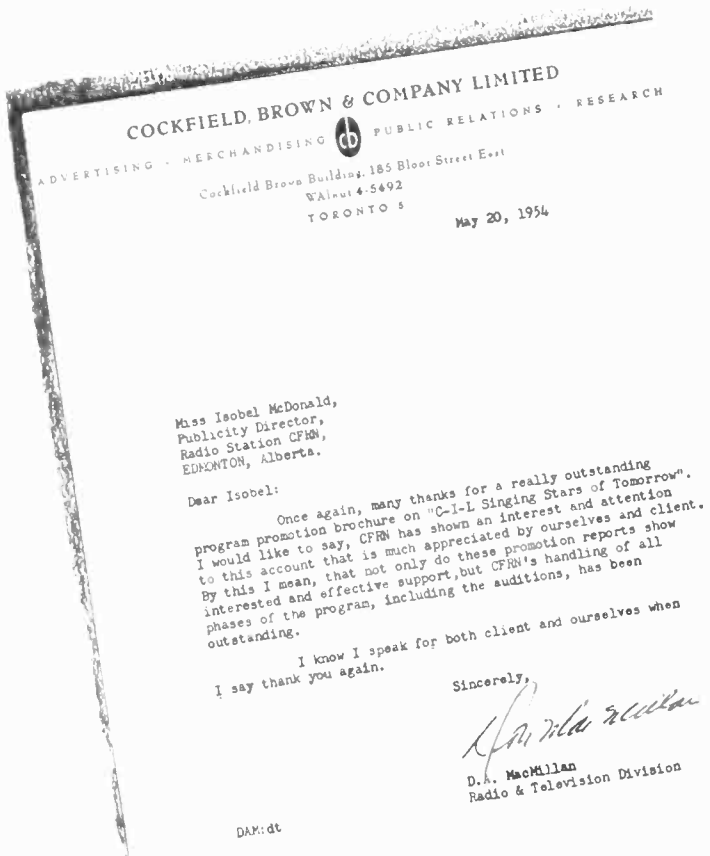 COCKFIELD, BROWN & COMPANY LIMITED
ADVERTISING · MERCHANDISING cb PUBLIC RELATIONS · RESEARCH
Cockfield Brown Building, 185 Bloor Street East
WAlnut 4-5492
TORONTO 5
May 20, 1954
Miss Isobel McDonald,
Publicity Director,
Radio Station CFRN,
EDMONTON, Alberta.
Dear Isobel:
Once again, many thanks for a really outstanding
program promotion brochure on "C-I-L Singing Stars of Tomorrow".
I would like to say, CFRN has shown an interest and attention
to this account that is much appreciated by ourselves and client.
By this I mean, that not only do these promotion reports show
interested and effective support,but CFRN's handling of all
phases of the program, including the auditions, has been
outstanding.
I know I speak for both client and ourselves when
I say thank you again.
Sincerely,
D.A. MacMillan
Radio & Television Division
DAM:dt